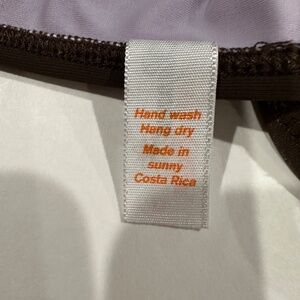 Hand wash
Hang dry
Made in
sunny
Costa Rica